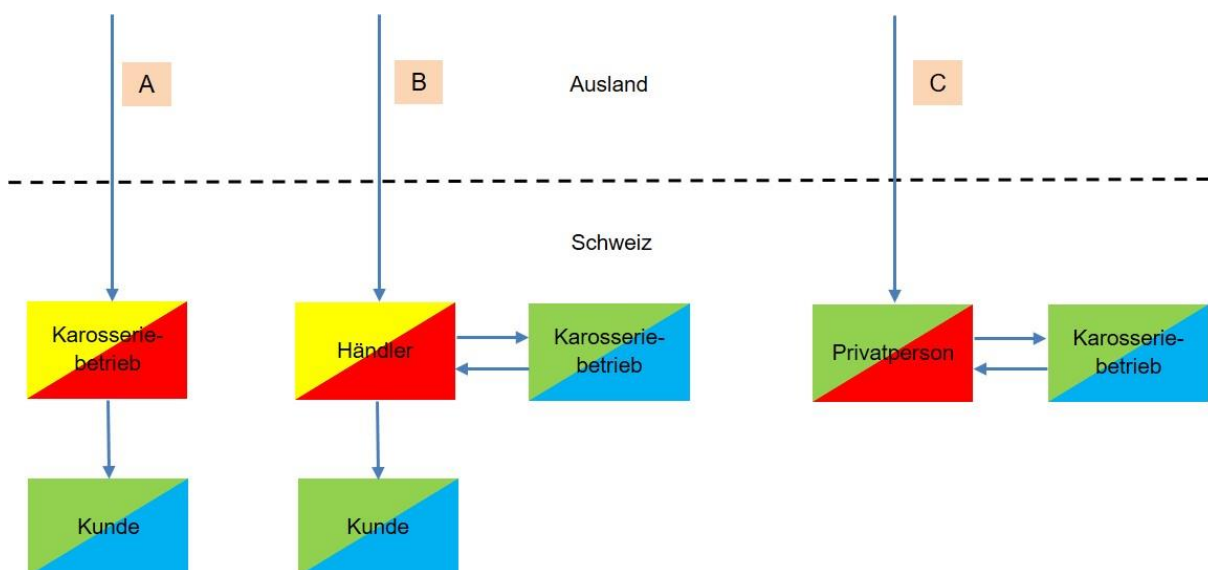 A
B
Ausland
C
Schweiz
Karosserie-
betrieb
Händler
Karosserie-
betrieb
Privatperson
Karosserie-
betrieb
Kunde
Kunde